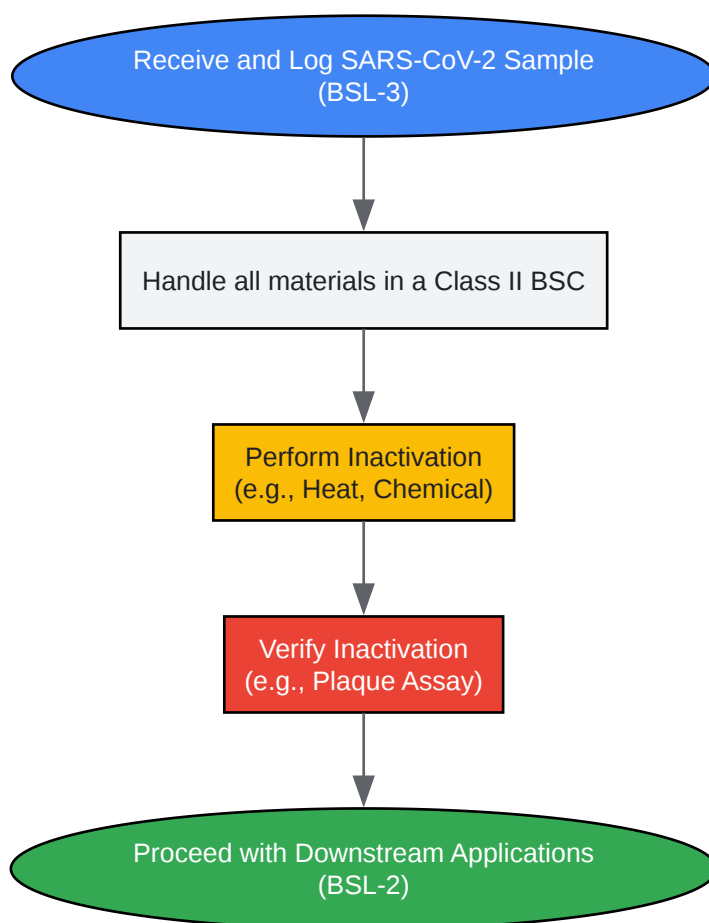 Receive and Log SARS-CoV-2 Sample
(BSL-3)
Handle all materials in a Class II BSC
Perform Inactivation
(e.g., Heat, Chemical)
Verify Inactivation
(e.g., Plaque Assay)
Proceed with Downstream Applications
(BSL-2)